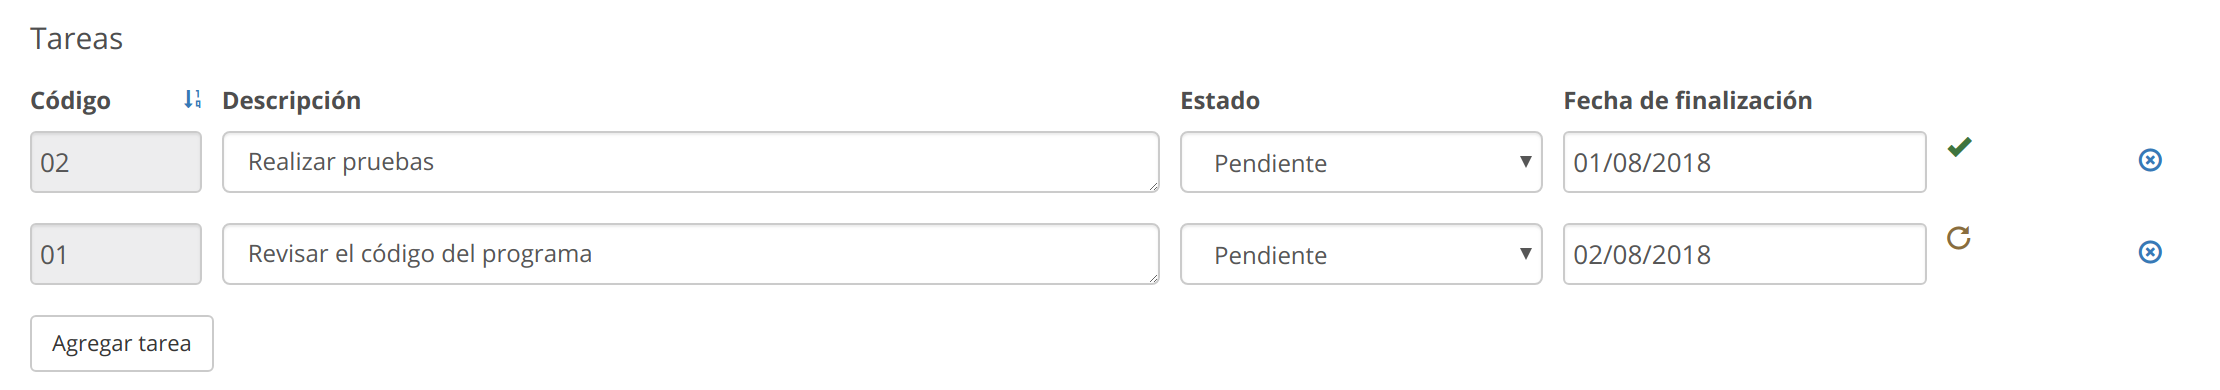 Tareas
Código Descripción Estado Fecha de finalización
02 Realizar pruebas Pendiente 01/08/2018
01 Revisar el código del programa Pendiente 02/08/2018
Agregar tarea